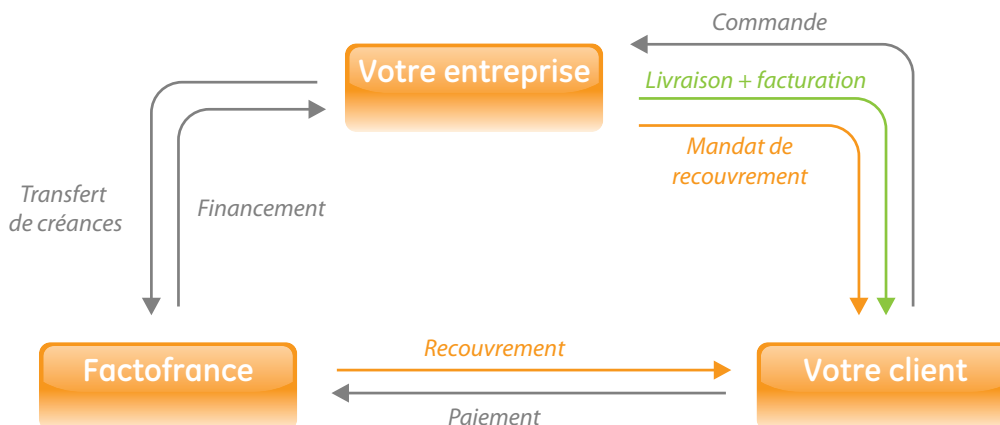 Commande
Votre entreprise
Livraison + facturation
Mandat de
recouvrement
Transfert
de créances
Financement
Factofrance
Recouvrement
Votre client
Paiement